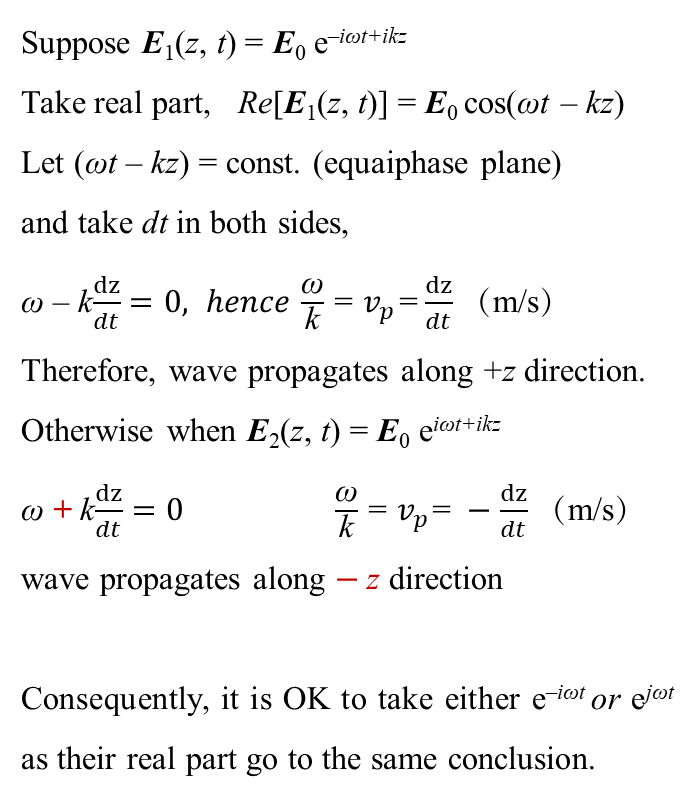 Suppose E₁(z, t) = E₀ e^{–iωt+ikz}
Take real part, Re[E₁(z, t)] = E₀ cos(ωt – kz)
Let (ωt – kz) = const. (equaiphase plane)
and take dt in both sides,
ω – k dz/dt = 0, hence ω/k = vₚ = dz/dt (m/s)
Therefore, wave propagates along +z direction.
Otherwise when E₂(z, t) = E₀ e^{iωt+ikz}
ω + k dz/dt = 0 ω/k = vₚ = − dz/dt (m/s)
wave propagates along − z direction
Consequently, it is OK to take either e^{–iωt} or e^{jωt}
as their real part go to the same conclusion.